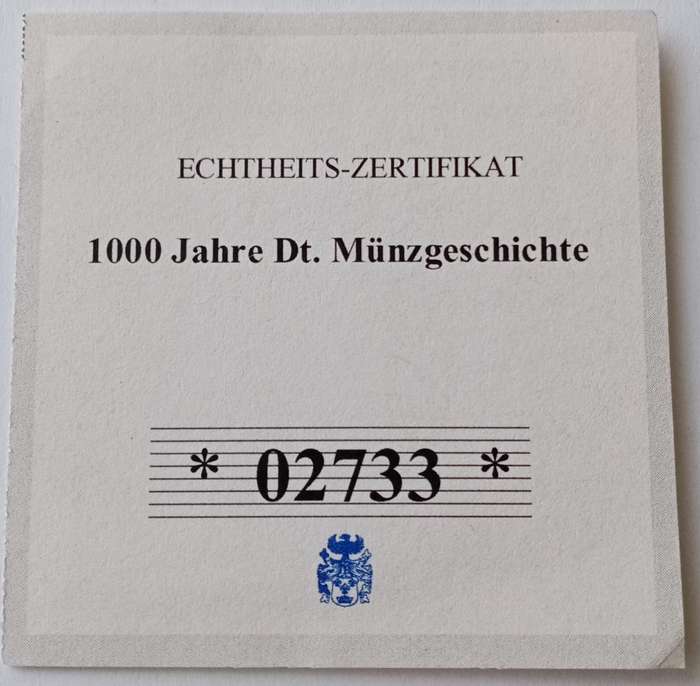 ECHTHEITS-ZERTIFIKAT
1000 Jahre Dt. Münzgeschichte
* 02733 *